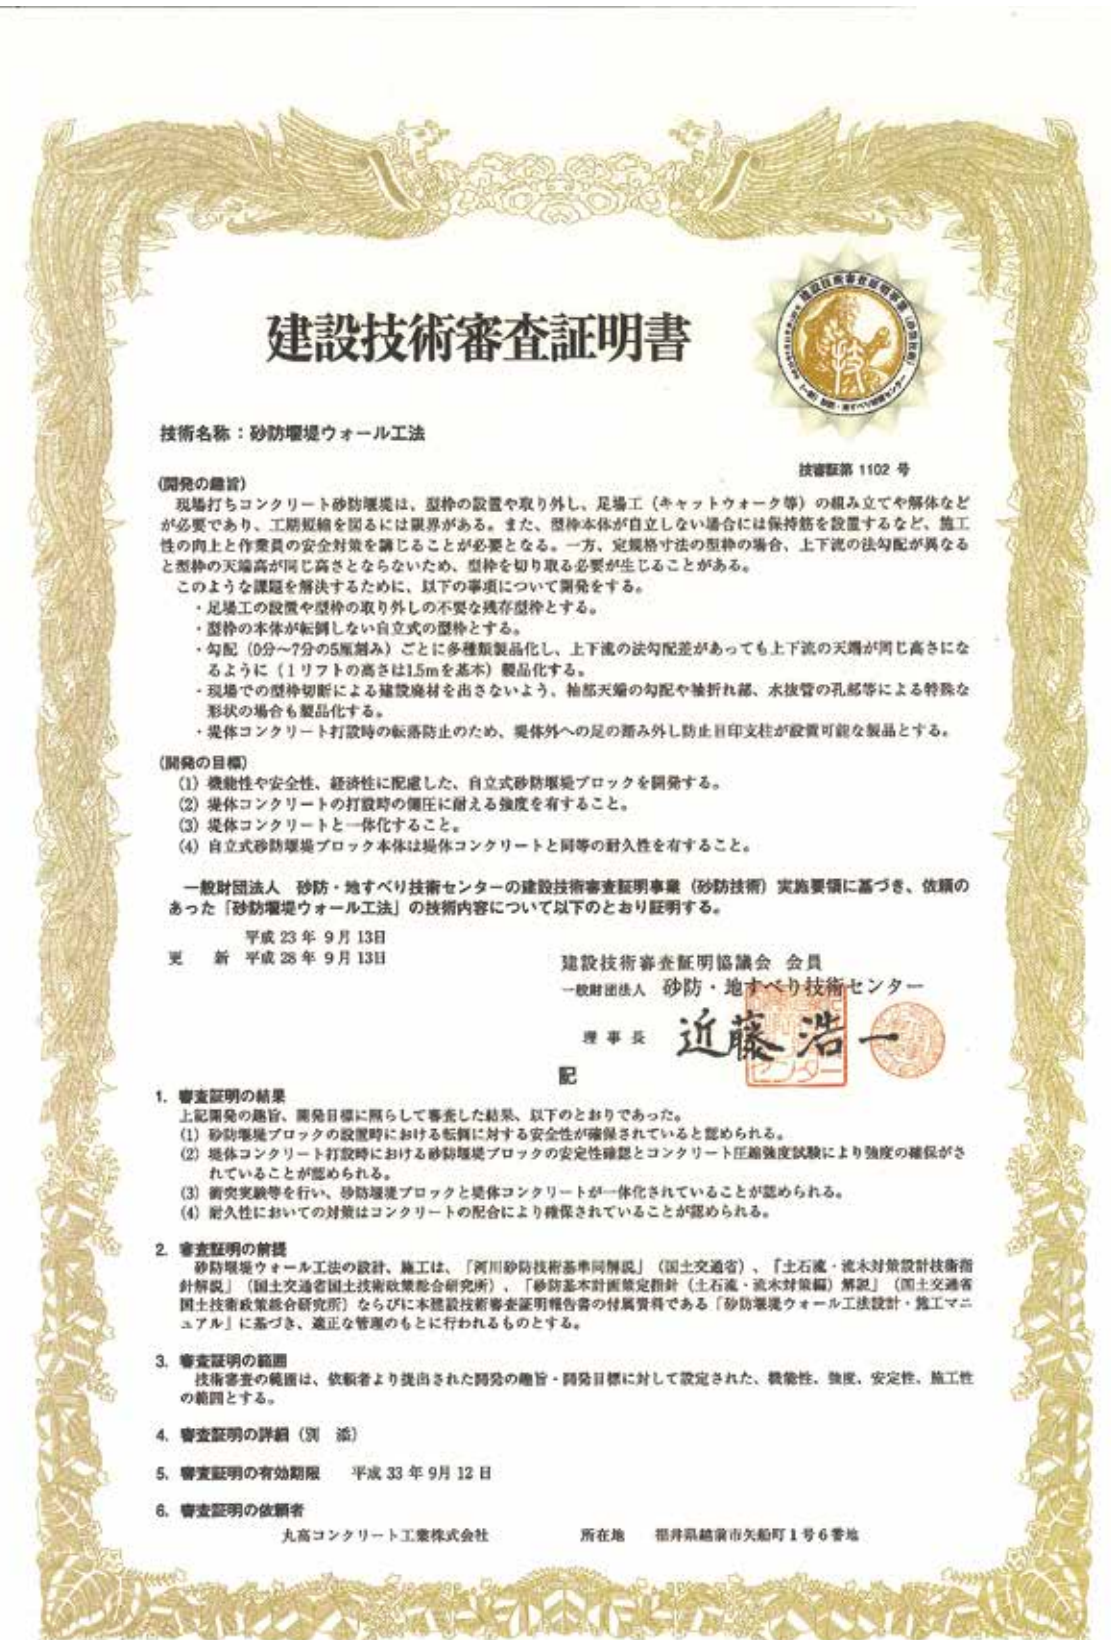 建設技術審査証明書
技術名称：砂防堰堤ウォール工法
技審証第 1102 号
(開発の趣旨)
現場打ちコンクリート砂防堰堤は、型枠の設置や取り外し、足場工（キャットウォーク等）の組み立てや解体など
が必要であり、工期短縮を図るには限界がある。また、型枠本体が自立しない場合には保持筋を設置するなど、施工
性の向上と作業員の安全対策を講じることが必要となる。一方、定規格寸法の型枠の場合、上下流の法勾配が異なる
と型枠の天端高が同じ高さとならないため、型枠を切り取る必要が生じることがある。
このような課題を解決するために、以下の事項について開発をする。
・足場工の設置や型枠の取り外しの不要な残存型枠とする。
・型枠の本体が転倒しない自立式の型枠とする。
・勾配（0分～7分の5厘刻み）ごとに多種類製品化し、上下流の法勾配差があっても上下流の天端が同じ高さにな
るように（1リフトの高さは1.5mを基本）製品化する。
・現場での型枠切断による建設廃材を出さないよう、袖部天端の勾配や袖折れ部、水抜管の孔部等による特殊な
形状の場合も製品化する。
・堤体コンクリート打設時の転落防止のため、堤体外への足の踏み外し防止目印支柱が設置可能な製品とする。
(開発の目標)
(1) 機能性や安全性、経済性に配慮した、自立式砂防堰堤ブロックを開発する。
(2) 堤体コンクリートの打設時の側圧に耐える強度を有すること。
(3) 堤体コンクリートと一体化すること。
(4) 自立式砂防堰堤ブロック本体は堤体コンクリートと同等の耐久性を有すること。
一般財団法人　砂防・地すべり技術センターの建設技術審査証明事業（砂防技術）実施要領に基づき、依頼の
あった「砂防堰堤ウォール工法」の技術内容について以下のとおり証明する。
平成 23 年 9 月 13日
更　新　平成 28 年 9 月 13日
建設技術審査証明協議会 会員
一般財団法人 砂防・地すべり技術センター
理 事 長 近藤 浩一
記
1. 審査証明の結果
上記開発の趣旨、開発目標に照らして審査した結果、以下のとおりであった。
(1) 砂防堰堤ブロックの設置時における転倒に対する安全性が確保されていると認められる。
(2) 堤体コンクリート打設時における砂防堰堤ブロックの安定性確認とコンクリート圧縮強度試験により強度の確保がさ
れていることが認められる。
(3) 衝突実験等を行い、砂防堰堤ブロックと堤体コンクリートが一体化されていることが認められる。
(4) 耐久性においての対策はコンクリートの配合により確保されていることが認められる。
2. 審査証明の前提
砂防堰堤ウォール工法の設計、施工は、「河川砂防技術基準同解説」（国土交通省）、「土石流・流木対策設計技術指
針解説」（国土交通省国土技術政策総合研究所）、「砂防基本計画策定指針（土石流・流木対策編）解説」（国土交通省
国土技術政策総合研究所）ならびに本建設技術審査証明報告書の付属資料である「砂防堰堤ウォール工法設計・施工マニ
ュアル」に基づき、適正な管理のもとに行われるものとする。
3. 審査証明の範囲
技術審査の範囲は、依頼者より提出された開発の趣旨・開発目標に対して設定された、機能性、強度、安定性、施工性
の範囲とする。
4. 審査証明の詳細（別　添）
5. 審査証明の有効期限　平成 33 年 9月 12 日
6. 審査証明の依頼者
丸高コンクリート工業株式会社　所在地　福井県越前市矢船町1号6番地